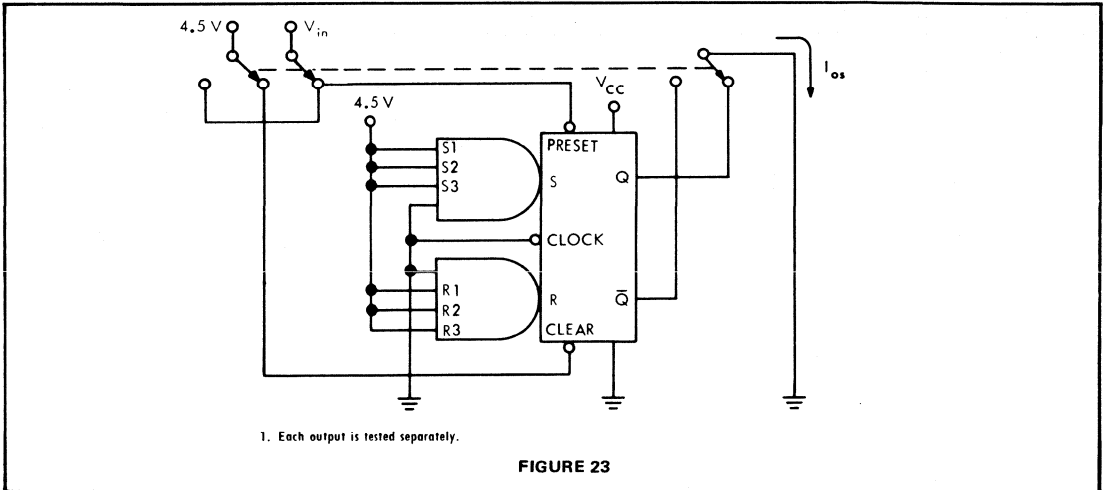 4.5 V
V_in
I_os
V_CC
4.5 V
S1
S2
S3
S
PRESET
Q
CLOCK
R1
R2
R3
R
Q̅
CLEAR
1. Each output is tested separately.
FIGURE 23